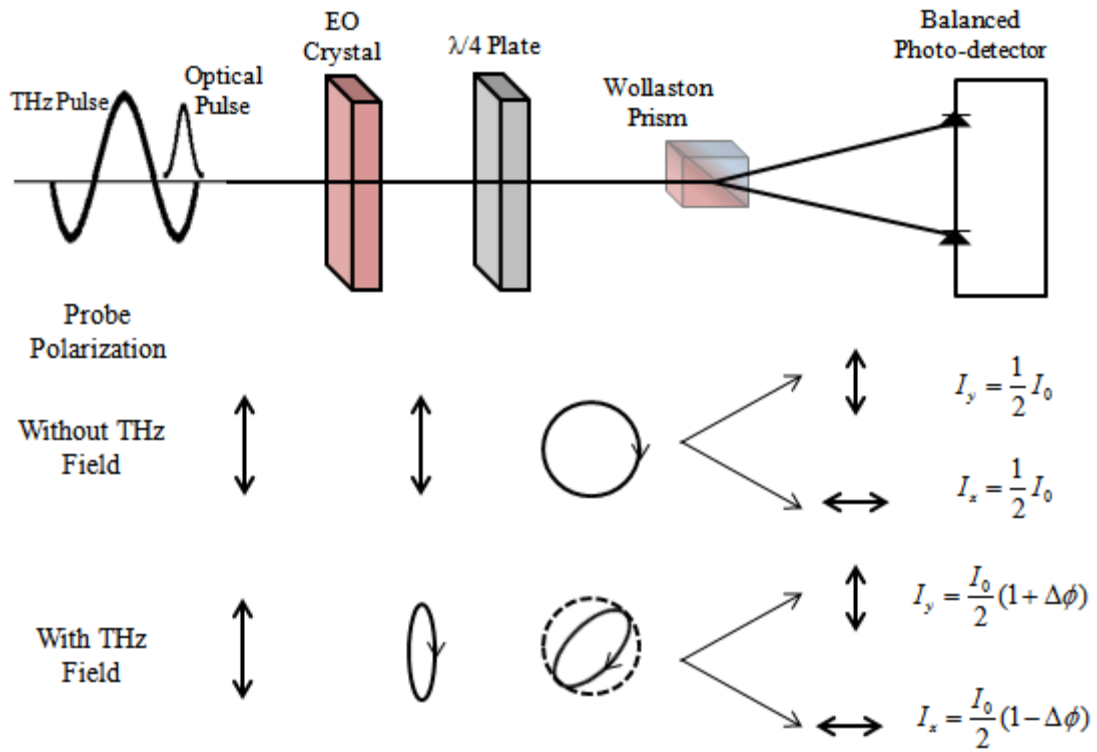 EO
Crystal
λ/4 Plate
Balanced
Photo-detector
Optical
Pulse
THz Pulse
Wollaston
Prism
Probe
Polarization
Without THz
Field
I_y = 1/2 I_0
I_x = 1/2 I_0
With THz
Field
I_y = I_0/2 (1 + Δϕ)
I_x = I_0/2 (1 − Δϕ)